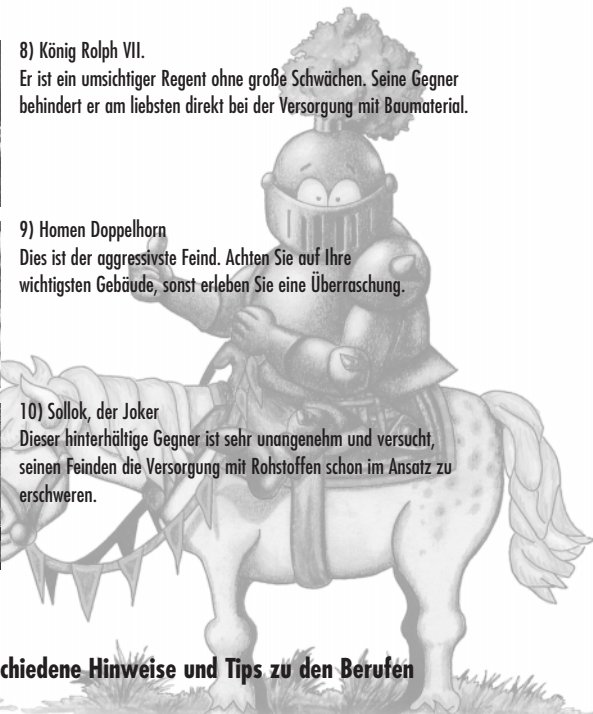 8) König Rolph VII.
Er ist ein umsichtiger Regent ohne große Schwächen. Seine Gegner
behindert er am liebsten direkt bei der Versorgung mit Baumaterial.
9) Homen Doppelhorn
Dies ist der aggressivste Feind. Achten Sie auf Ihre
wichtigsten Gebäude, sonst erleben Sie eine Überraschung.
10) Sollok, der Joker
Dieser hinterhältige Gegner ist sehr unangenehm und versucht,
seinen Feinden die Versorgung mit Rohstoffen schon im Ansatz zu
erschweren.
chiedene Hinweise und Tips zu den Berufen